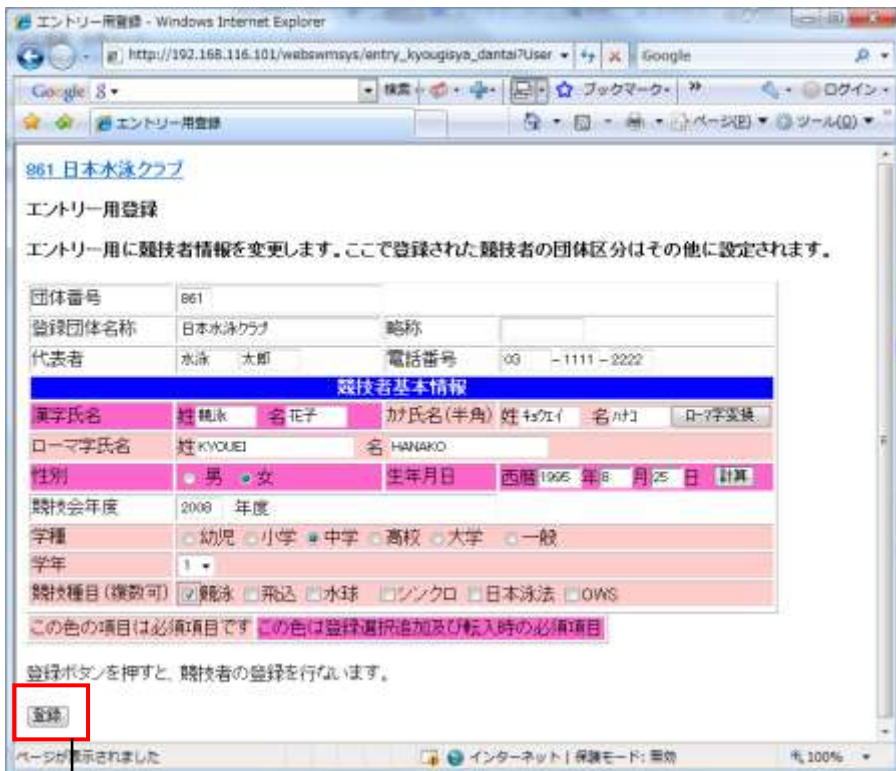 エントリー用登録 - Windows Internet Explorer
http://192.168.116.101/webswmsys/entry_kyougisya_dantai?User
Google
Google
検索
ブックマーク
ログイン
エントリー用登録
ページ(P)
ツール(O)
861 日本水泳クラブ
エントリー用登録
エントリー用に競技者情報を変更します。ここで登録された競技者の団体区分はその他に設定されます。
団体番号 861
登録団体名称 日本水泳クラブ 略称
代表者 水泳 太郎 電話番号 03 - 1111 - 2222
競技者基本情報
漢字氏名 姓 競泳 名 花子 カナ氏名(半角) 姓 キョウエイ 名 ハナコ ローマ字変換
ローマ字氏名 姓 KYOUEI 名 HANAKO
性別 男 女 生年月日 西暦 1995 年 8 月 25 日 計算
競技会年度 2008 年度
学種 幼児 小学 中学 高校 大学 一般
学年 1
競技種目(複数可) 競泳 飛込 水球 シンクロ 日本泳法 OWS
この色の項目は必須項目です この色は登録選択追加及び転入時の必須項目
登録ボタンを押すと、競技者の登録を行ないます。
登録
ページが表示されました インターネット | 保護モード: 無効 100%